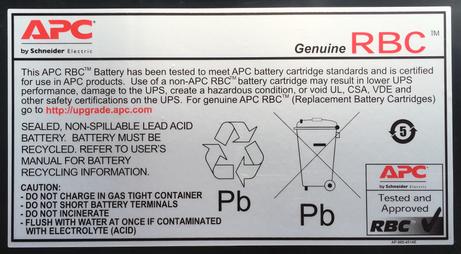 APC
by Schneider Electric
Genuine RBC™
This APC RBC™ Battery has been tested to meet APC battery cartridge standards and is certified
for use in APC products. Use of a non-APC RBC™ battery cartridge may result in lower UPS
performance, damage to the UPS, create a hazardous condition, or void UL, CSA, VDE and
other safety certifications on the UPS. For genuine APC RBC™ (Replacement Battery Cartridges)
go to http://upgrade.apc.com
SEALED, NON-SPILLABLE LEAD ACID
BATTERY. BATTERY MUST BE
RECYCLED. REFER TO USER'S
MANUAL FOR BATTERY
RECYCLING INFORMATION.
CAUTION:
- DO NOT CHARGE IN GAS TIGHT CONTAINER
- DO NOT SHORT BATTERY TERMINALS
- DO NOT INCINERATE
- FLUSH WITH WATER AT ONCE IF CONTAMINATED
WITH ELECTROLYTE (ACID)
Pb
Pb
5
APC
by Schneider Electric
Tested and
Approved
RBC